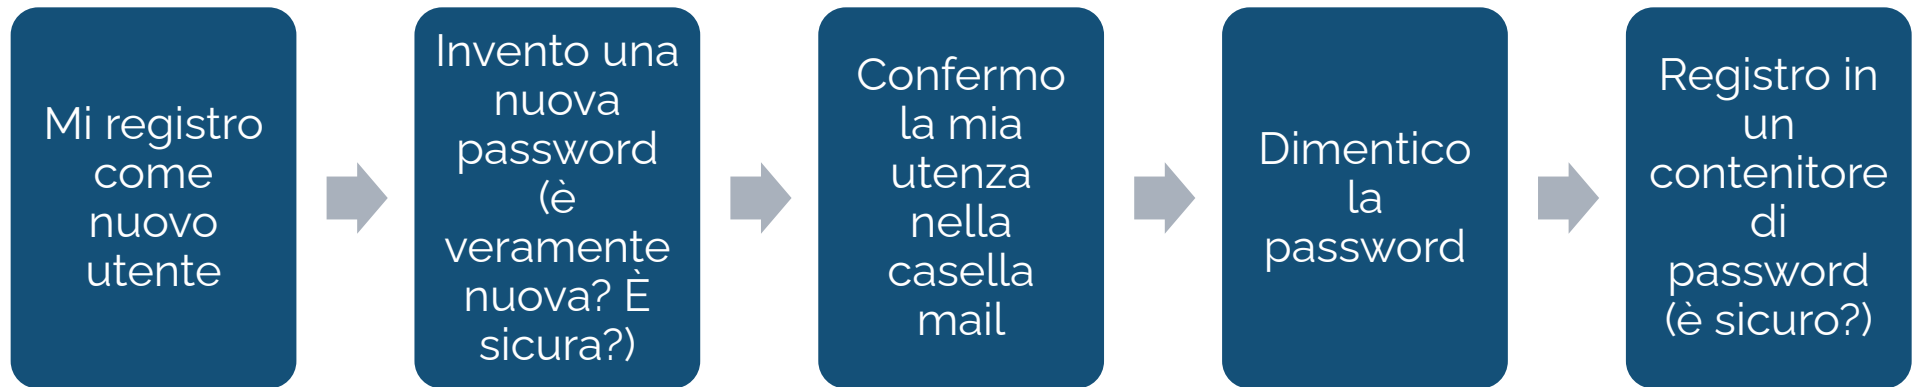 Mi registro
come
nuovo
utente
Invento una
nuova
password
(è
veramente
nuova? È
sicura?)
Confermo
la mia
utenza
nella
casella
mail
Dimentico
la
password
Registro in
un
contenitore
di
password
(è sicuro?)